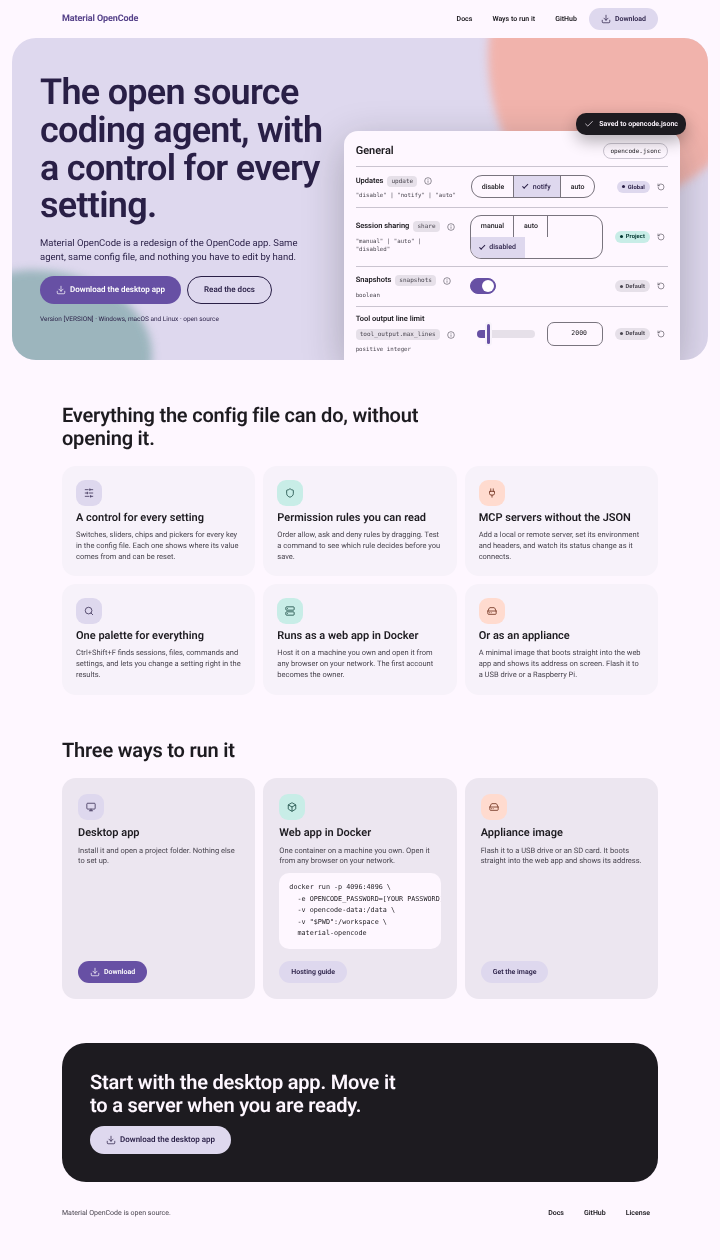 Material OpenCode
Docs
Ways to run it
GitHub
Download
The open source
coding agent, with
a control for every
setting.
Material OpenCode is a redesign of the OpenCode app. Same
agent, same config file, and nothing you have to edit by hand.
Download the desktop app
Read the docs
Version [VERSION] · Windows, macOS and Linux · open source
Saved to opencode.jsonc
General
opencode.jsonc
Updates update
"disable" | "notify" | "auto"
disable
notify
auto
Global
Session sharing share
"manual" | "auto" |
"disabled"
manual
auto
disabled
Project
Snapshots snapshots
boolean
Default
Tool output line limit
tool_output.max_lines
positive integer
2000
Default
Everything the config file can do, without
opening it.
A control for every setting
Switches, sliders, chips and pickers for every key
in the config file. Each one shows where its value
comes from and can be reset.
Permission rules you can read
Order allow, ask and deny rules by dragging. Test
a command to see which rule decides before you
save.
MCP servers without the JSON
Add a local or remote server, set its environment
and headers, and watch its status change as it
connects.
One palette for everything
Ctrl+Shift+F finds sessions, files, commands and
settings, and lets you change a setting right in the
results.
Runs as a web app in Docker
Host it on a machine you own and open it from
any browser on your network. The first account
becomes the owner.
Or as an appliance
A minimal image that boots straight into the web
app and shows its address on screen. Flash it to
a USB drive or a Raspberry Pi.
Three ways to run it
Desktop app
Install it and open a project folder. Nothing else
to set up.
Download
Web app in Docker
One container on a machine you own. Open it
from any browser on your network.
docker run -p 4096:4096 \
-e OPENCODE_PASSWORD=[YOUR PASSWORD
-v opencode-data:/data \
-v "$PWD":/workspace \
material-opencode
Hosting guide
Appliance image
Flash it to a USB drive or an SD card. It boots
straight into the web app and shows its address.
Get the image
Start with the desktop app. Move it
to a server when you are ready.
Download the desktop app
Material OpenCode is open source.
Docs
GitHub
License